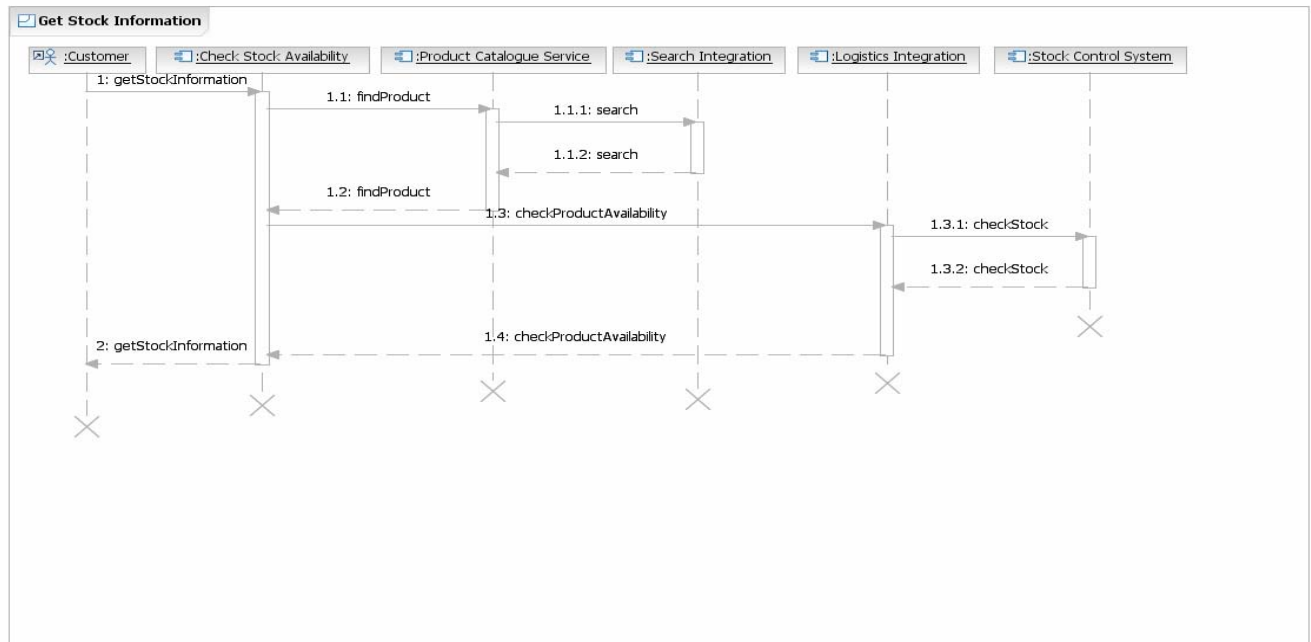 Get Stock Information
:Customer
:Check Stock Availability
:Product Catalogue Service
:Search Integration
:Logistics Integration
:Stock Control System
1: getStockInformation
1.1: findProduct
1.1.1: search
1.1.2: search
1.2: findProduct
1.3: checkProductAvailability
1.3.1: checkStock
1.3.2: checkStock
1.4: checkProductAvailability
2: getStockInformation